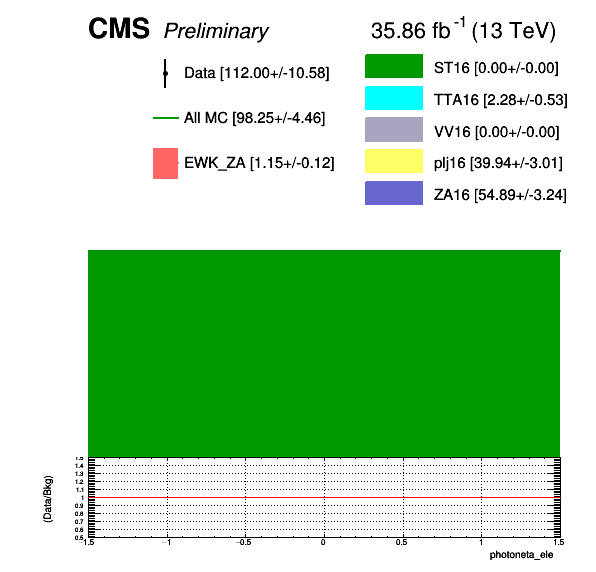 CMS Preliminary
35.86 fb-1 (13 TeV)
Data [112.00+/-10.58]
All MC [98.25+/-4.46]
EWK_ZA [1.15+/-0.12]
ST16 [0.00+/-0.00]
TTA16 [2.28+/-0.53]
VV16 [0.00+/-0.00]
plj16 [39.94+/-3.01]
ZA16 [54.89+/-3.24]
(Data/Bkg)
1.5
1.4
1.3
1.2
1.1
1
0.9
0.8
0.7
0.6
0.5
−1.5 −1 −0.5 0 0.5 1 1.5
photoneta_ele